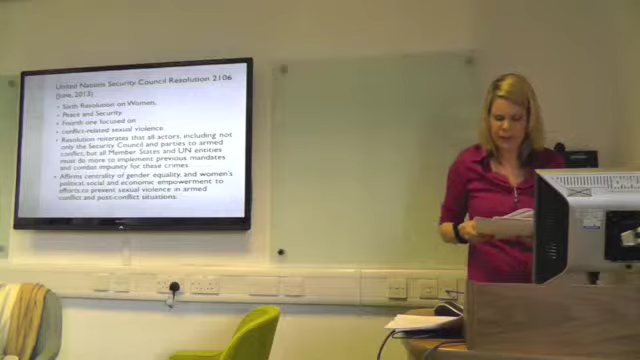 United Nations Security Council Resolution 2106
(June, 2013)
• Sixth Resolution on Women,
• Peace and Security
• Fourth one focused on
• conflict-related sexual violence.
• Resolution reiterates that all actors, including not
only the Security Council and parties to armed
conflict, but all Member States and UN entities
must do more to implement previous mandates
and combat impunity for these crimes.
• Affirms centrality of gender equality, and women's
political, social and economic empowerment to
efforts to prevent sexual violence in armed
conflict and post-conflict situations.